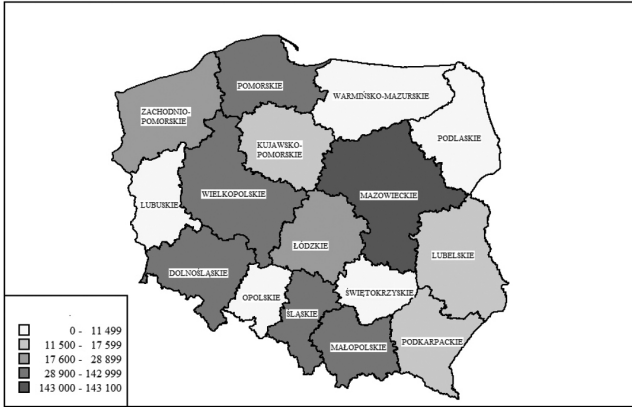 POMORSKIE
WARMIŃSKO-MAZURSKIE
ZACHODNIO-
POMORSKIE
PODLASKIE
KUJAWSKO-
POMORSKIE
WIELKOPOLSKIE
MAZOWIECKIE
LUBUSKIE
ŁÓDZKIE
LUBELSKIE
DOLNOŚLĄSKIE
OPOLSKIE
ŚWIĘTOKRZYSKIE
ŚLĄSKIE
MAŁOPOLSKIE
PODKARPACKIE
0 - 11 499
11 500 - 17 599
17 600 - 28 899
28 900 - 142 999
143 000 - 143 100